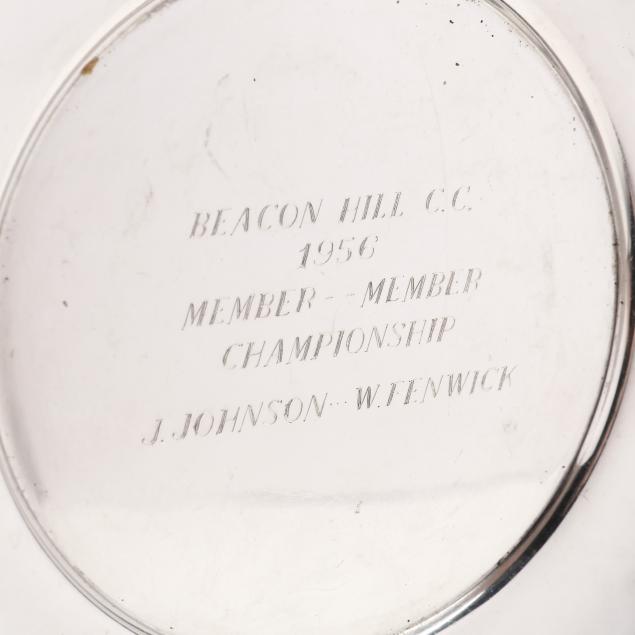 BEACON HILL C.C.
1956
MEMBER--MEMBER
CHAMPIONSHIP
J. JOHNSON--W. FENWICK